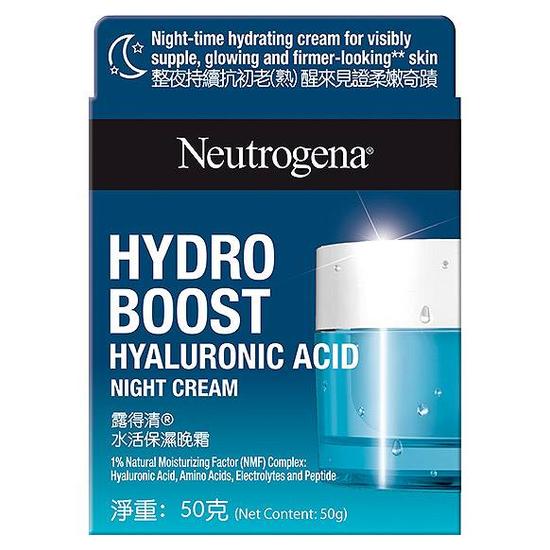 Night-time hydrating cream for visibly
supple, glowing and firmer-looking** skin
整夜持續抗初老(熟) 醒來見證柔嫩奇蹟
Neutrogena®
HYDRO
BOOST
HYALURONIC ACID
NIGHT CREAM
露得清®
水活保濕晚霜
1% Natural Moisturizing Factor (NMF) Complex:
Hyaluronic Acid, Amino Acids, Electrolytes and Peptide
淨重: 50克 (Net Content: 50g)